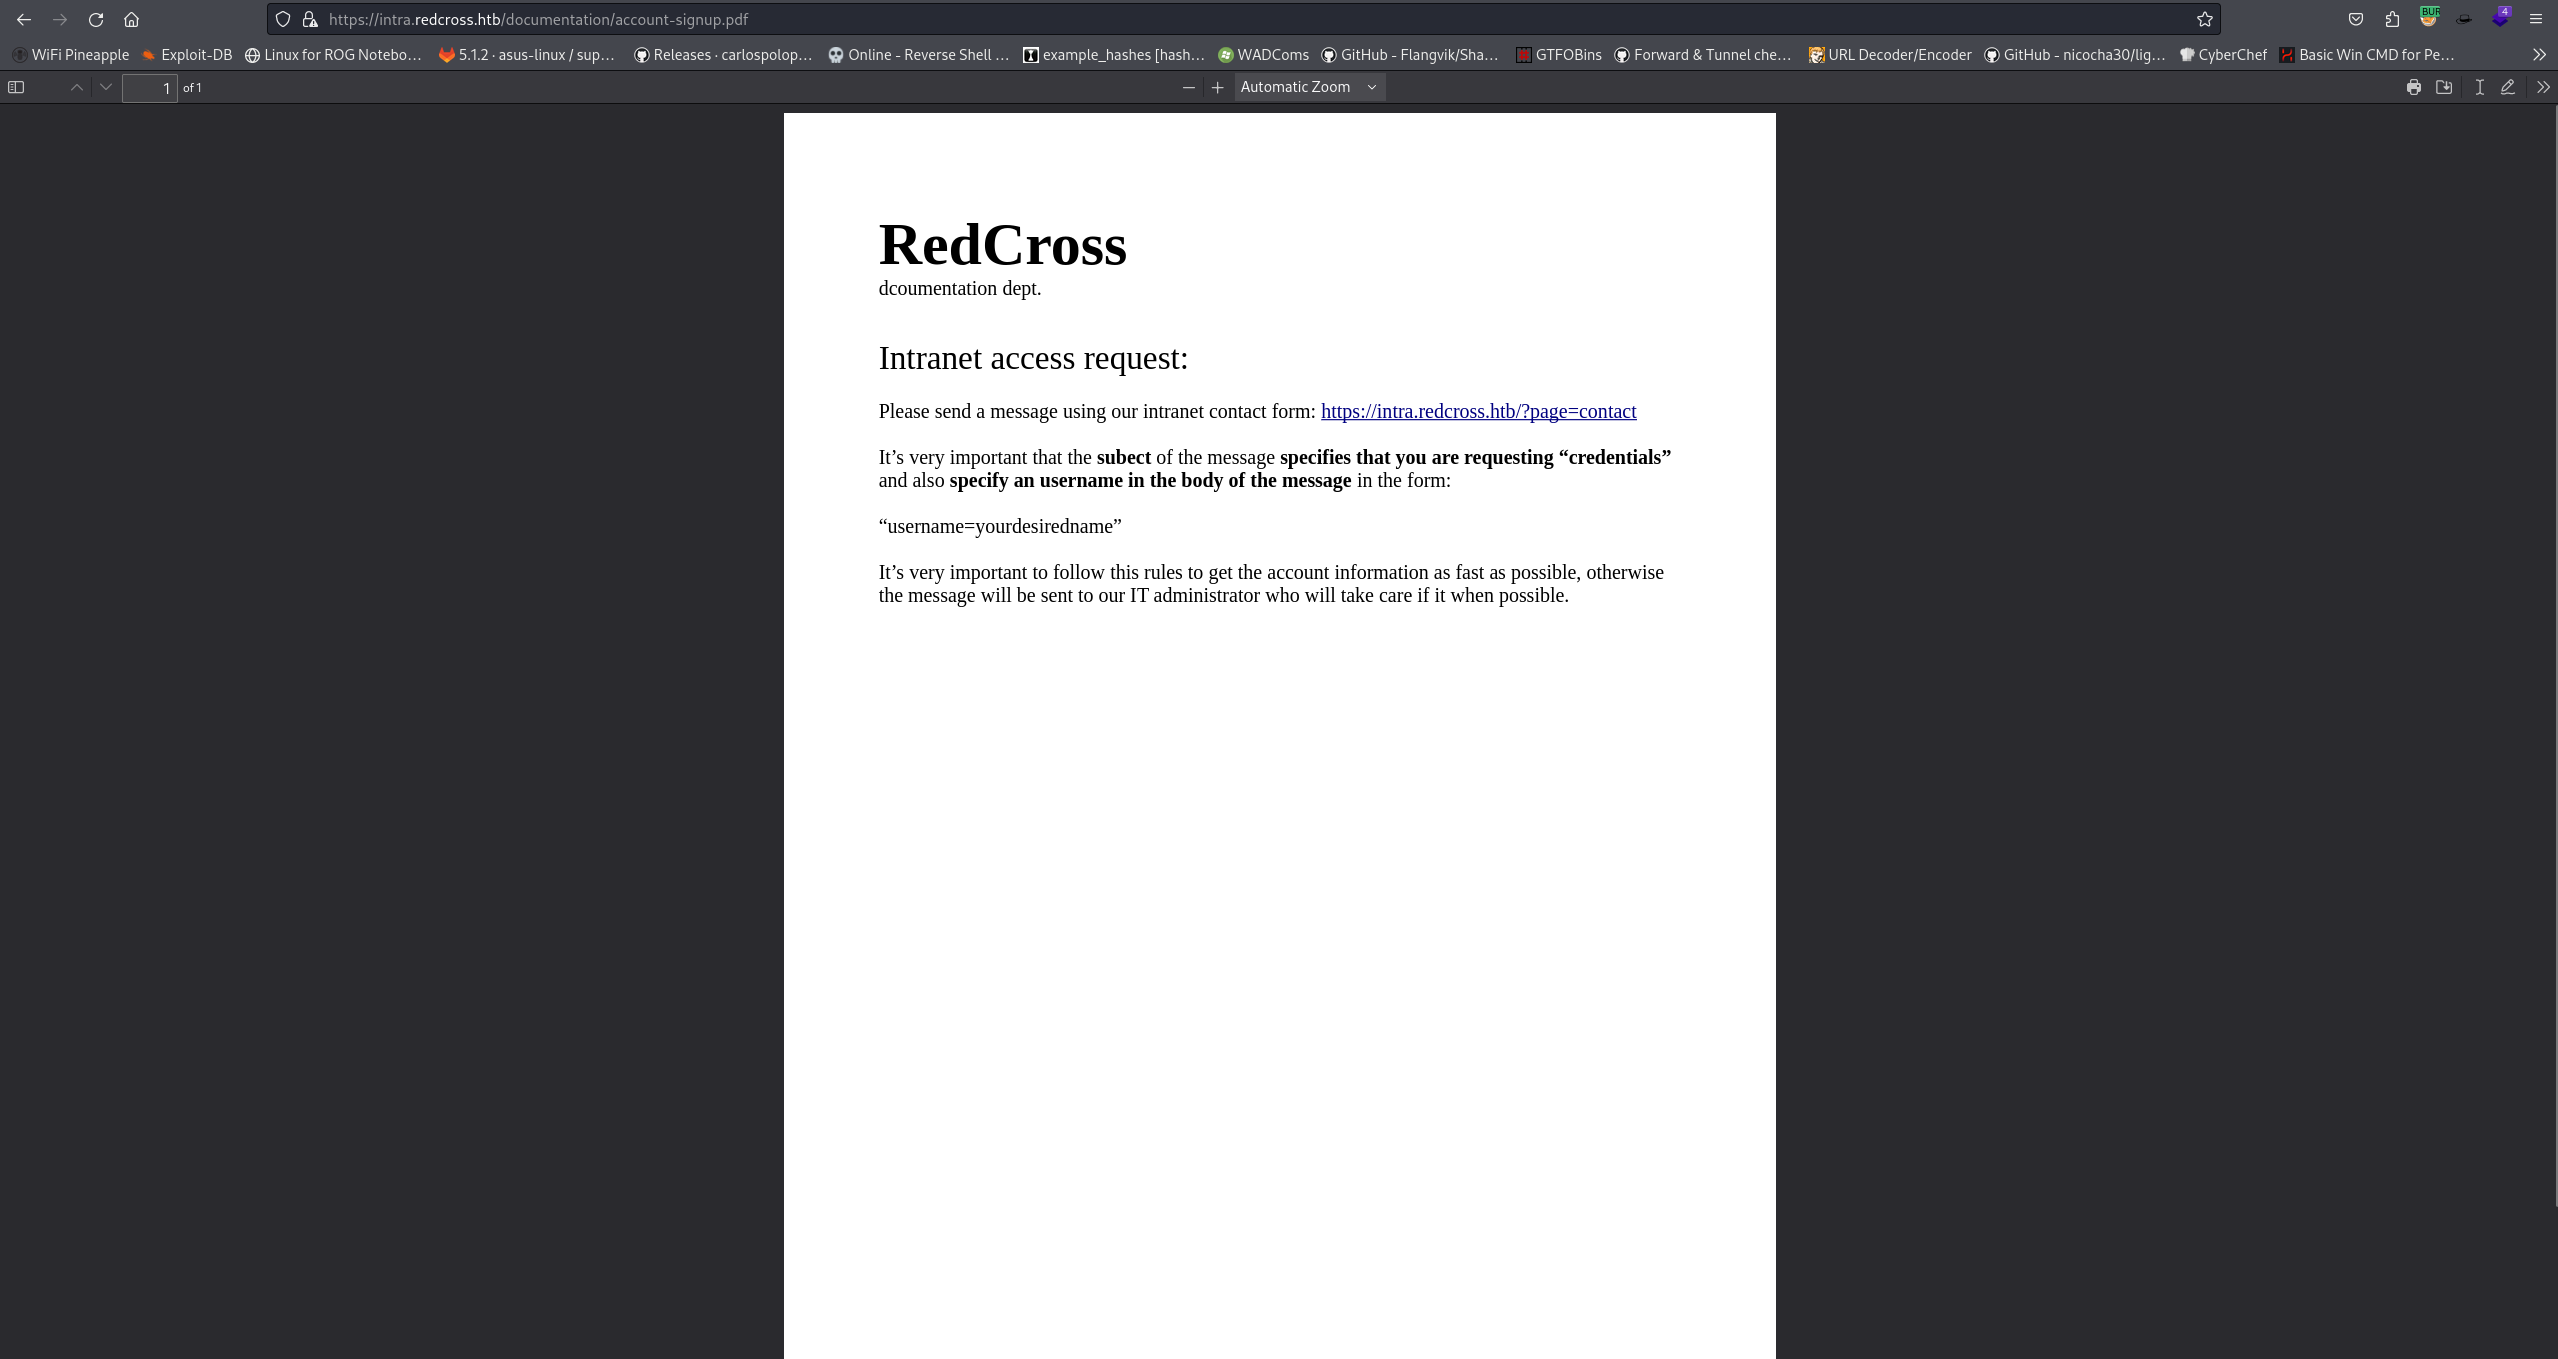 https://intra.redcross.htb/documentation/account-signup.pdf
BUR
4
WiFi Pineapple Exploit-DB Linux for ROG Notebo… 5.1.2 · asus-linux / sup… Releases · carlospolop… Online - Reverse Shell … example_hashes [hash… WADComs GitHub - Flangvik/Sha… GTFOBins Forward & Tunnel che… URL Decoder/Encoder GitHub - nicocha30/lig… CyberChef Basic Win CMD for Pe…
1 of 1 Automatic Zoom
RedCross
dcoumentation dept.
Intranet access request:
Please send a message using our intranet contact form: https://intra.redcross.htb/?page=contact
It’s very important that the subect of the message specifies that you are requesting “credentials”
and also specify an username in the body of the message in the form:
“username=yourdesiredname”
It’s very important to follow this rules to get the account information as fast as possible, otherwise
the message will be sent to our IT administrator who will take care if it when possible.